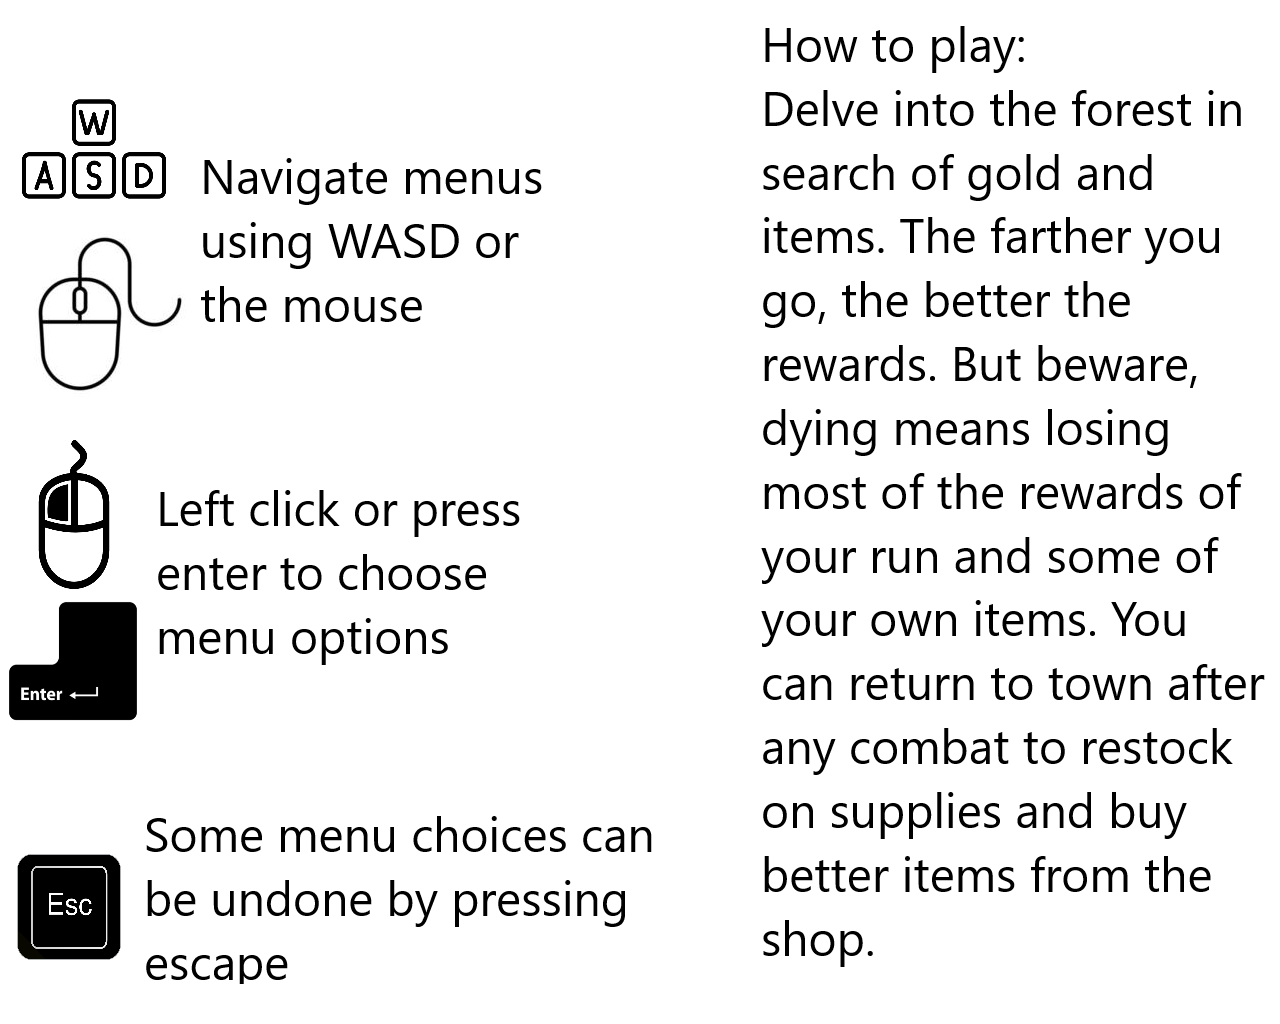 W
A S D
Navigate menus
using WASD or
the mouse
Left click or press
enter to choose
menu options
Enter
Esc
Some menu choices can
be undone by pressing
escape
How to play:
Delve into the forest in
search of gold and
items. The farther you
go, the better the
rewards. But beware,
dying means losing
most of the rewards of
your run and some of
your own items. You
can return to town after
any combat to restock
on supplies and buy
better items from the
shop.